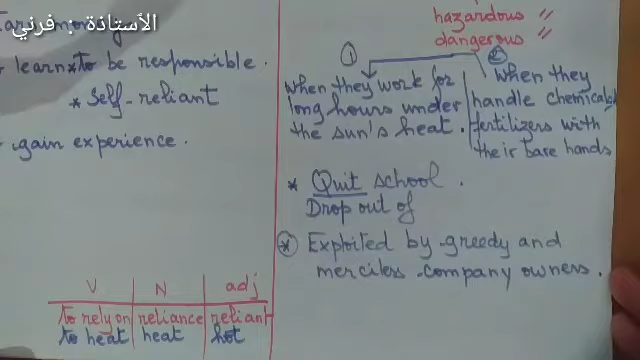 الأستاذة : فرني
learn to be responsible.
* Self-reliant
gain experience.
V | N | adj
to rely on | reliance | reliant
to heat | heat | hot
hazardous "
dangerous "
① ②
when they work for
long hours under
the sun's heat.
when they
handle chemicals,
fertilizers with
their bare hands
* Quit school.
Drop out of
* Exploited by greedy and
merciless company owners.